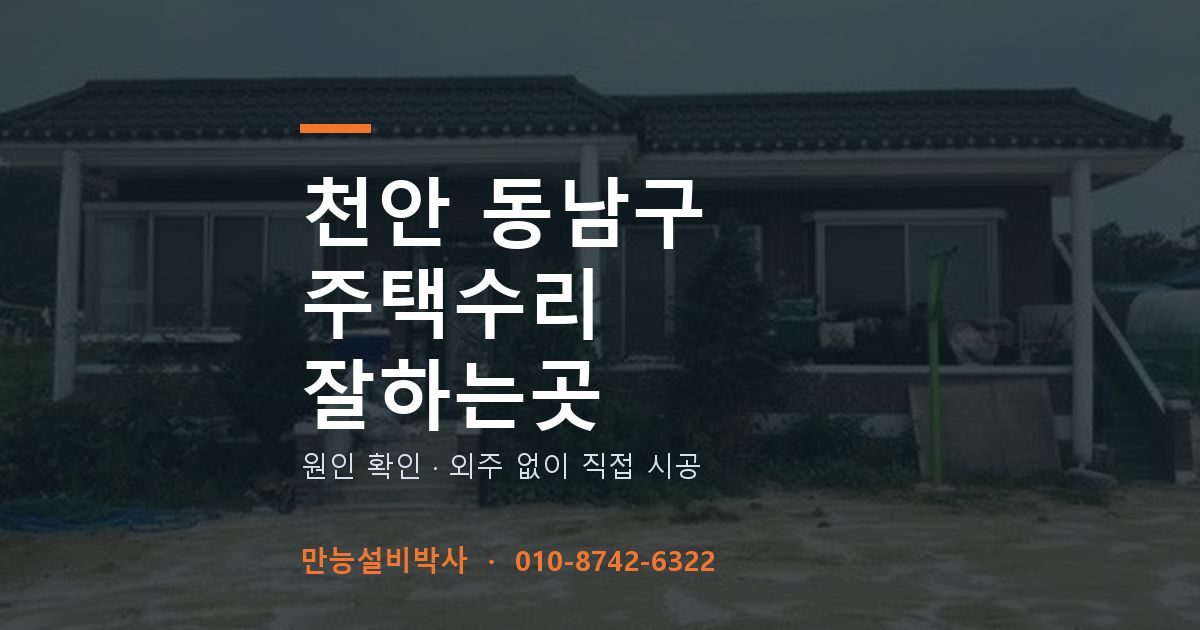 천안 동남구
주택수리
잘하는곳
원인 확인 · 외주 없이 직접 시공
만능설비박사 · 010-8742-6322